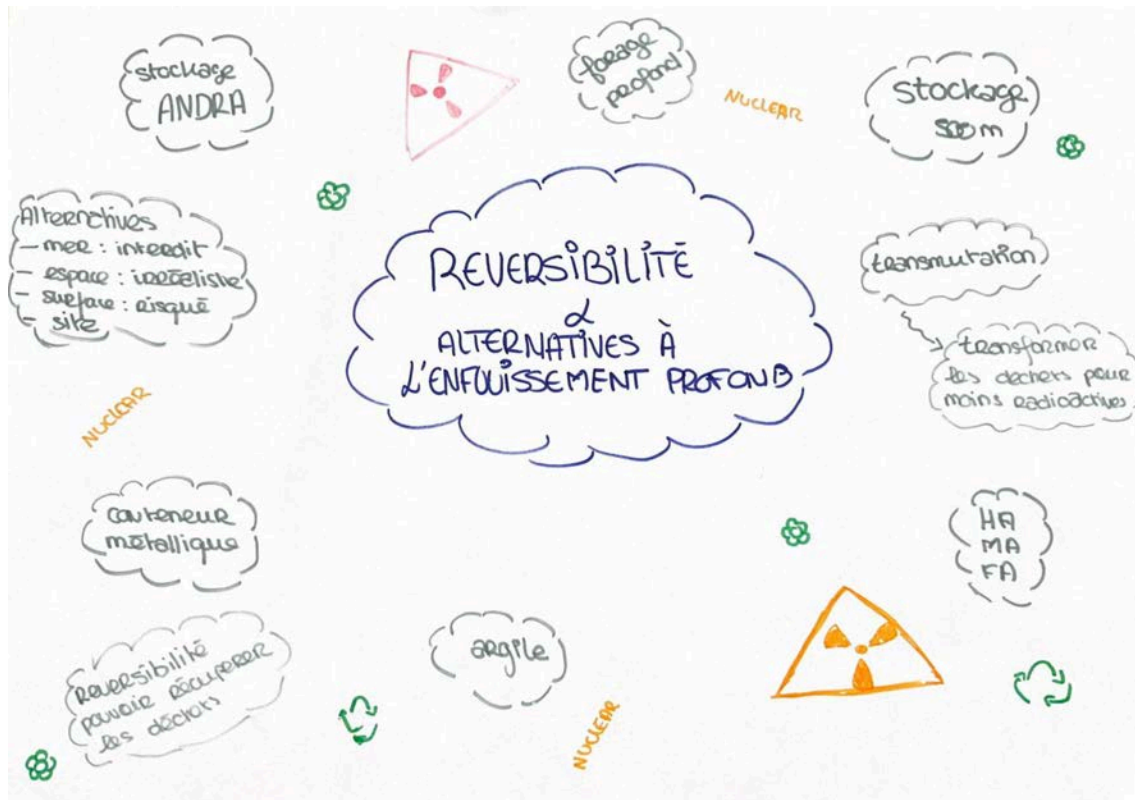 stockage
ANDRA
forage
profond
NUCLEAR
stockage
500m
Alternatives
- mer : interdit
- espace : irréaliste
- surface : risqué
- site
REVERSIBILITÉ
&
ALTERNATIVES À
L'ENFOUISSEMENT PROFOND
transmutation
transformer
les déchets pour
moins radioactives
NUCLEAR
conteneur
métallique
HA
MA
FA
reversibilité
pouvoir récuperer
les déchets
argile
NUCLEAR